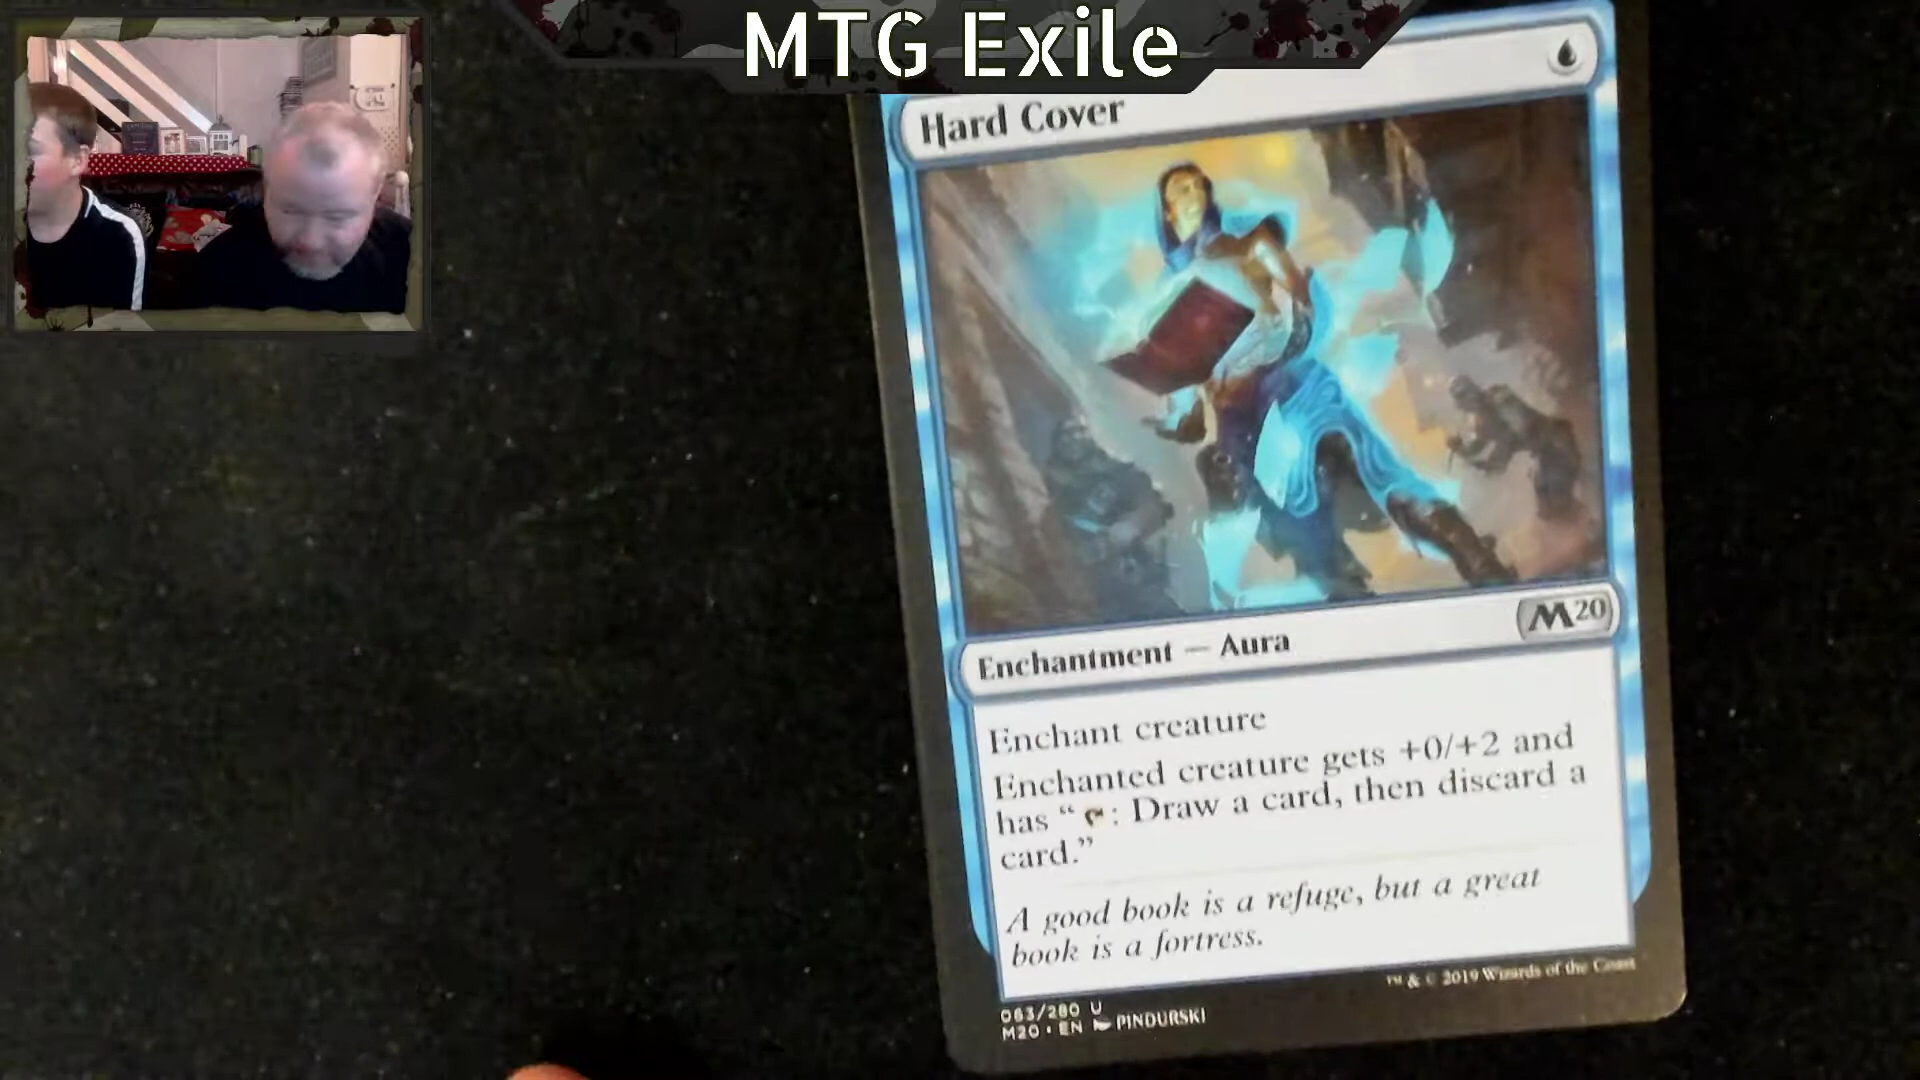 MTG Exile
Hard Cover
Enchantment — Aura
M20
Enchant creature
Enchanted creature gets +0/+2 and
has “ : Draw a card, then discard a
card.”
A good book is a refuge, but a great
book is a fortress.
™ & © 2019 Wizards of the Coast
063/280 U
M20 • EN PINDURSKI